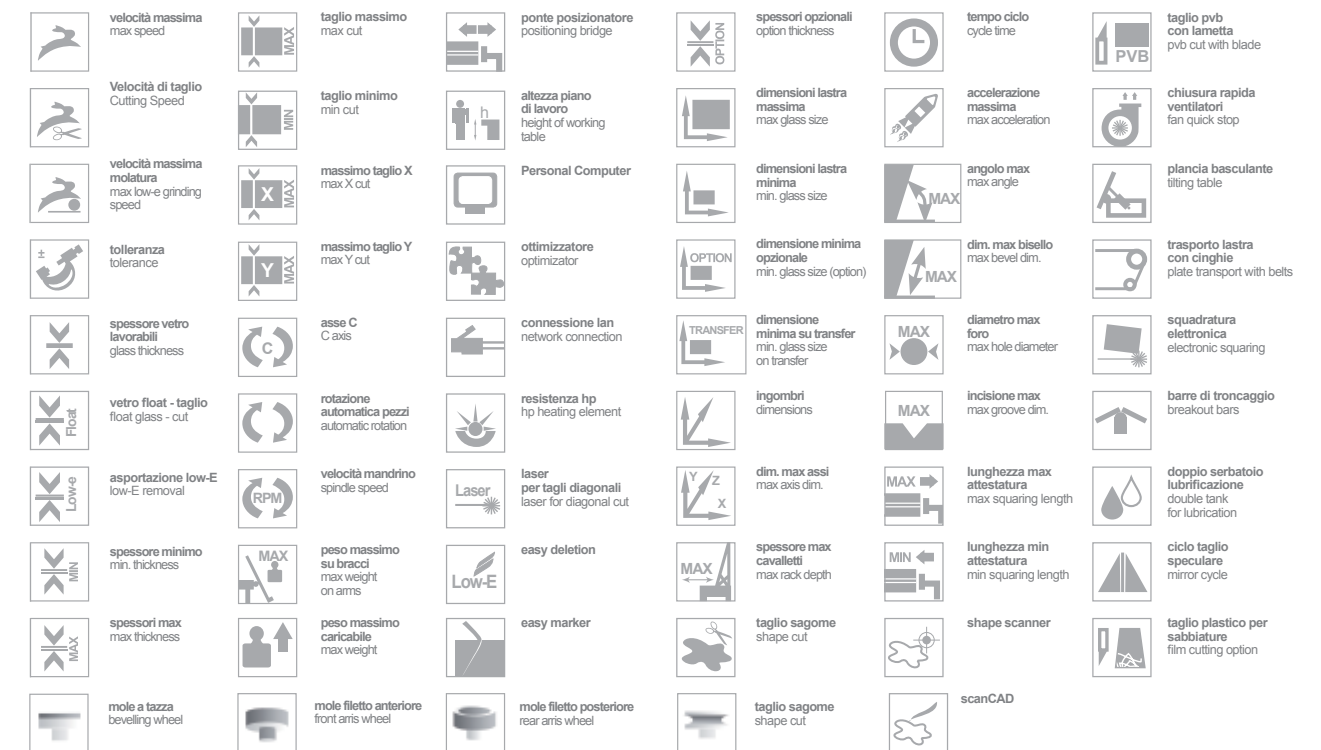 velocità massima
max speed
Velocità di taglio
Cutting Speed
velocità massima
molatura
max low-e grinding
speed
±
tolleranza
tolerance
spessore vetro
lavorabili
glass thickness
Float
vetro float - taglio
float glass - cut
Low-e
asportazione low-E
low-E removal
MIN
spessore minimo
min. thickness
MAX
spessori max
max thickness
mole a tazza
bevelling wheel
MAX
taglio massimo
max cut
MIN
taglio minimo
min cut
X
MAX
massimo taglio X
max X cut
Y
MAX
massimo taglio Y
max Y cut
C
asse C
C axis
rotazione
automatica pezzi
automatic rotation
RPM
velocità mandrino
spindle speed
MAX
peso massimo
su bracci
max weight
on arms
peso massimo
caricabile
max weight
mole filetto anteriore
front arris wheel
ponte posizionatore
positioning bridge
h
altezza piano
di lavoro
height of working
table
Personal Computer
ottimizzatore
optimizator
connessione lan
network connection
resistenza hp
hp heating element
Laser
laser
per tagli diagonali
laser for diagonal cut
Low-E
easy deletion
easy marker
mole filetto posteriore
rear arris wheel
OPTION
spessori opzionali
option thickness
dimensioni lastra
massima
max glass size
dimensioni lastra
minima
min. glass size
OPTION
dimensione minima
opzionale
min. glass size (option)
TRANSFER
dimensione
minima su transfer
min. glass size
on transfer
ingombri
dimensions
Y
Z
X
dim. max assi
max axis dim.
MAX
spessore max
cavalletti
max rack depth
taglio sagome
shape cut
taglio sagome
shape cut
tempo ciclo
cycle time
accelerazione
massima
max acceleration
MAX
angolo max
max angle
MAX
dim. max bisello
max bevel dim.
MAX
diametro max
foro
max hole diameter
MAX
incisione max
max groove dim.
MAX
lunghezza max
attestatura
max squaring length
MIN
lunghezza min
attestatura
min squaring length
shape scanner
scanCAD
PVB
taglio pvb
con lametta
pvb cut with blade
chiusura rapida
ventilatori
fan quick stop
plancia basculante
tilting table
trasporto lastra
con cinghie
plate transport with belts
squadratura
elettronica
electronic squaring
barre di troncaggio
breakout bars
doppio serbatoio
lubrificazione
double tank
for lubrication
ciclo taglio
speculare
mirror cycle
taglio plastico per
sabbiature
film cutting option